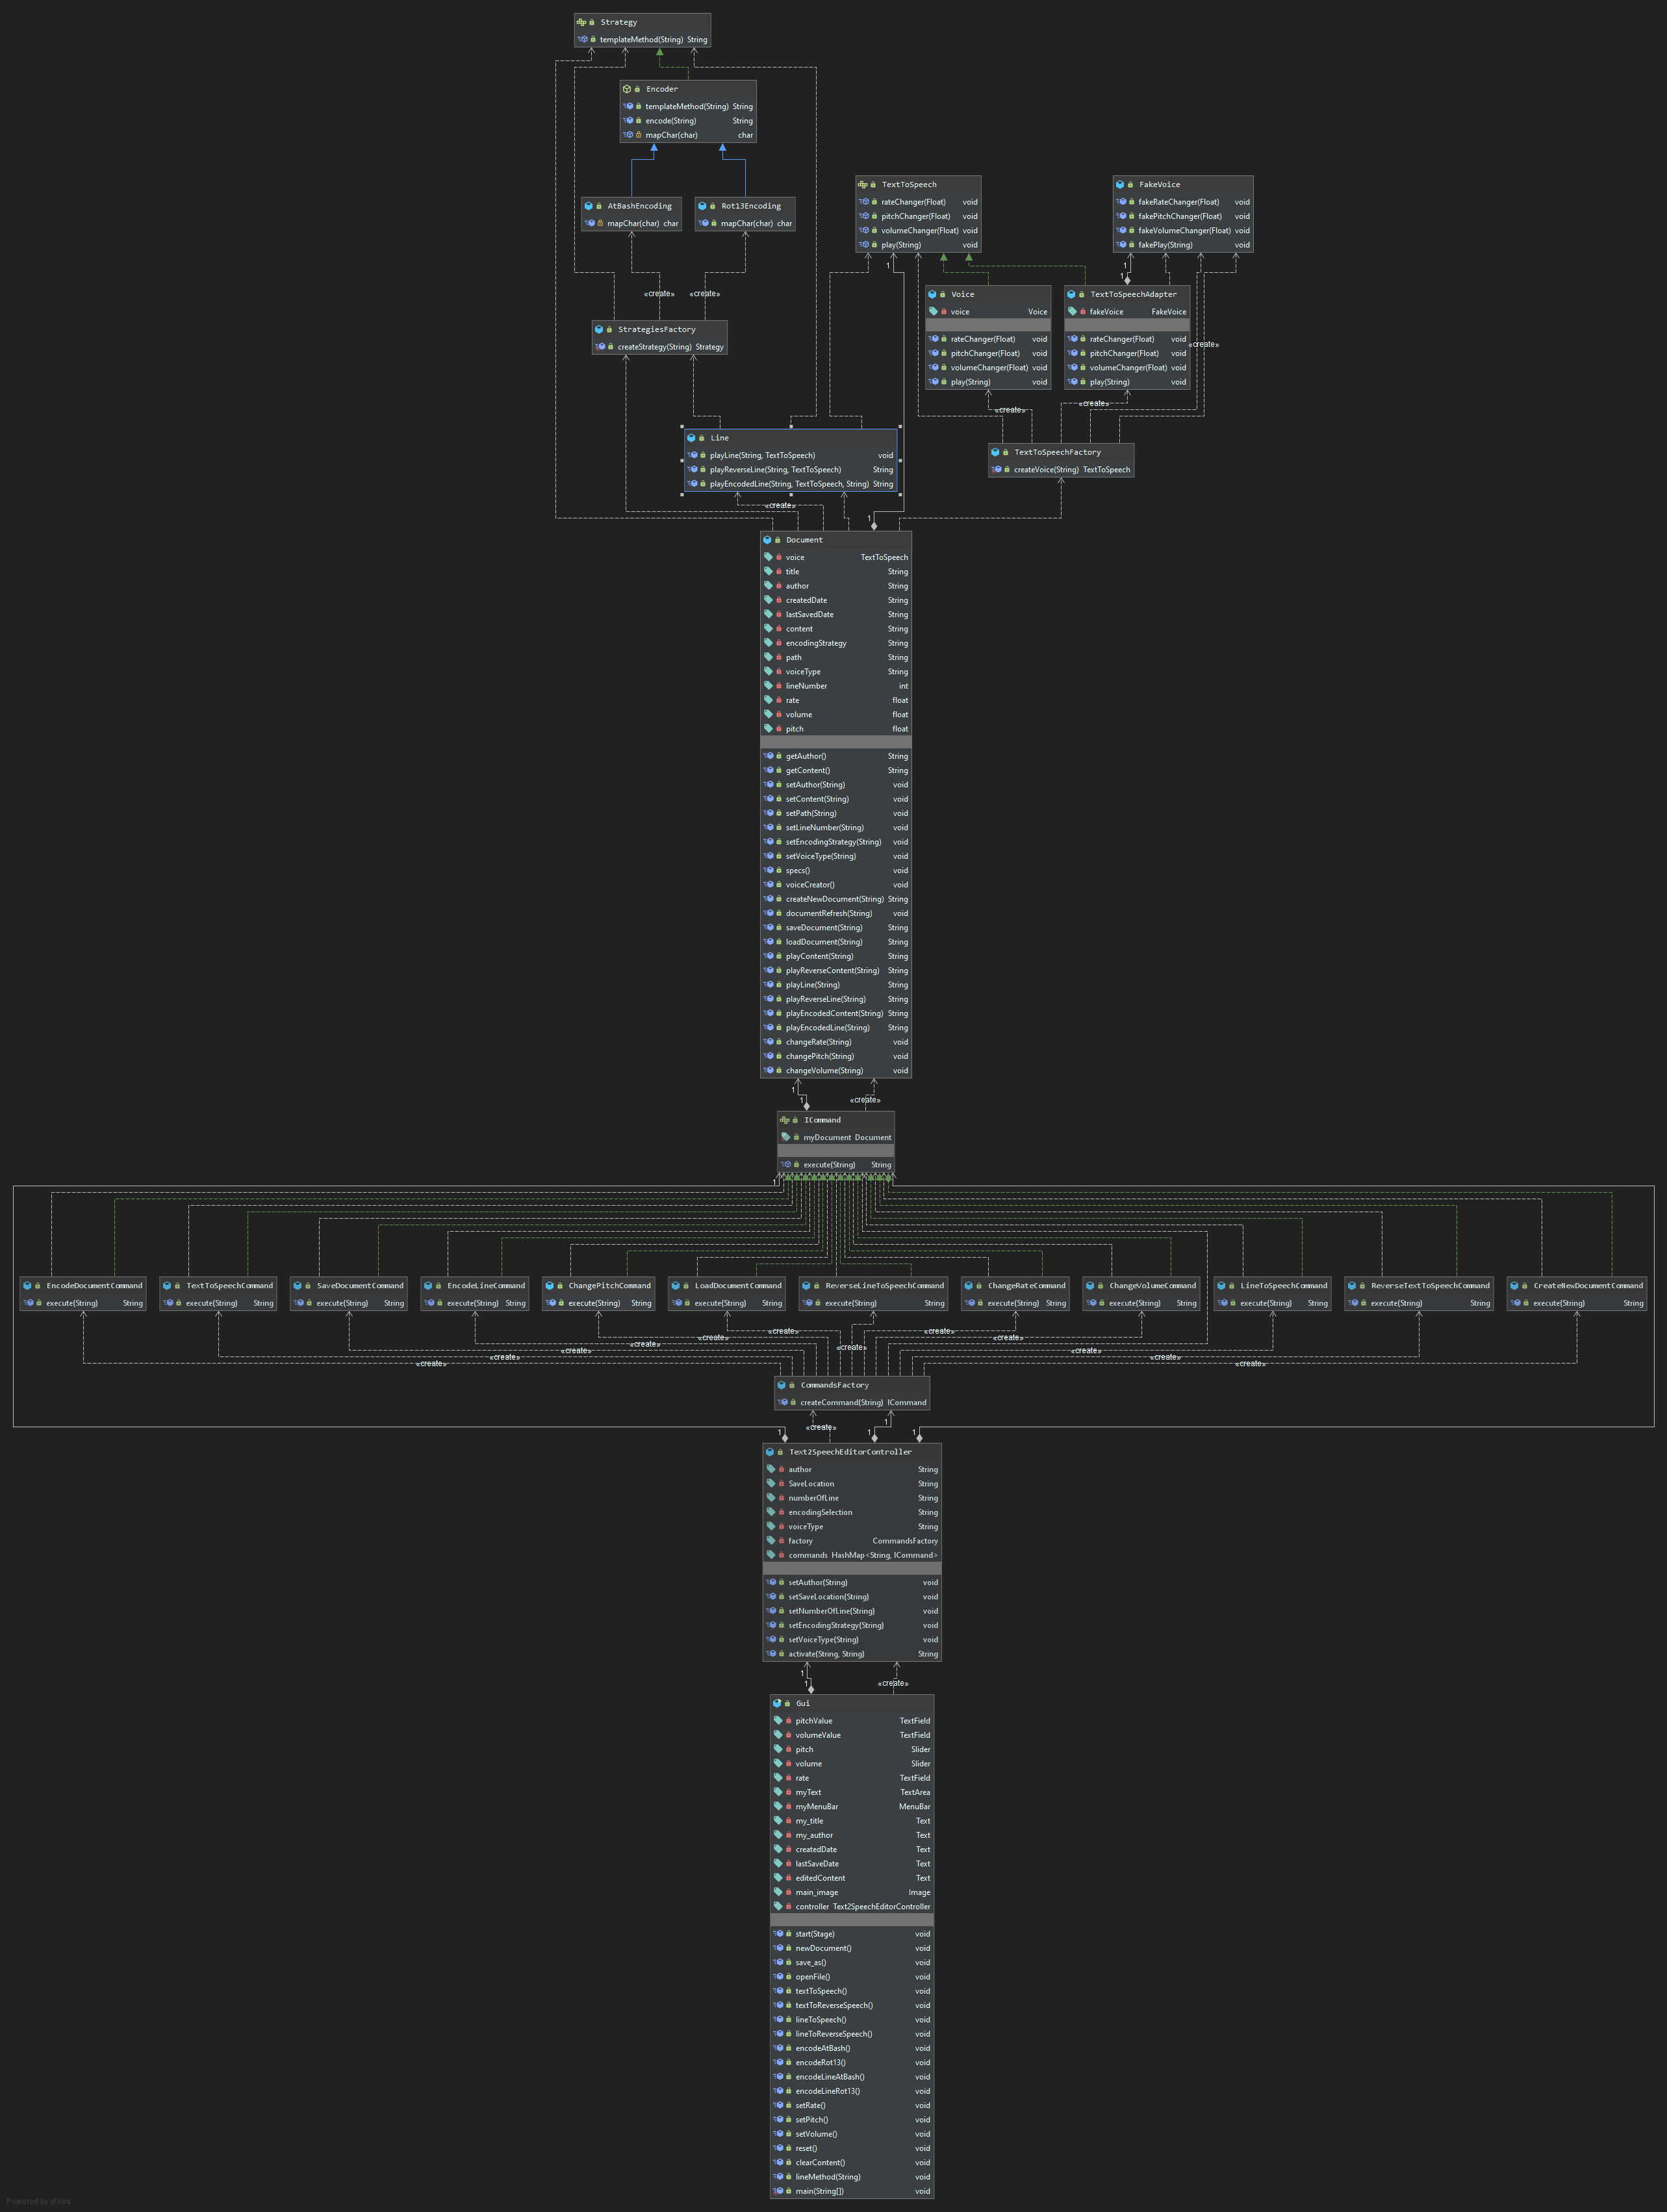 Strategy
templateMethod(String) String
Encoder
templateMethod(String) String
encode(String) String
mapChar(char) char
AtBashEncoding
mapChar(char) char
Rot13Encoding
mapChar(char) char
TextToSpeech
rateChanger(Float) void
pitchChanger(Float) void
volumeChanger(Float) void
play(String) void
FakeVoice
fakeRateChanger(Float) void
fakePitchChanger(Float) void
fakeVolumeChanger(Float) void
fakePlay(String) void
1
1
1
«create»
«create»
Voice
voice Voice
rateChanger(Float) void
pitchChanger(Float) void
volumeChanger(Float) void
play(String) void
TextToSpeechAdapter
fakeVoice FakeVoice
rateChanger(Float) void
pitchChanger(Float) void
volumeChanger(Float) void
play(String) void
«create»
StrategiesFactory
createStrategy(String) Strategy
«create»
«create»
Line
playLine(String, TextToSpeech) void
playReverseLine(String, TextToSpeech) String
playEncodedLine(String, TextToSpeech, String) String
TextToSpeechFactory
createVoice(String) TextToSpeech
«create»
1
Document
voice TextToSpeech
title String
author String
createdDate String
lastSavedDate String
content String
encodingStrategy String
path String
voiceType String
lineNumber int
rate float
volume float
pitch float
getAuthor() String
getContent() String
setAuthor(String) void
setContent(String) void
setPath(String) void
setLineNumber(String) void
setEncodingStrategy(String) void
setVoiceType(String) void
specs() void
voiceCreator() void
createNewDocument(String) String
documentRefresh(String) void
saveDocument(String) String
loadDocument(String) String
playContent(String) String
playReverseContent(String) String
playLine(String) String
playReverseLine(String) String
playEncodedContent(String) String
playEncodedLine(String) String
changeRate(String) void
changePitch(String) void
changeVolume(String) void
1
1
«create»
ICommand
myDocument Document
execute(String) String
1
EncodeDocumentCommand
execute(String) String
TextToSpeechCommand
execute(String) String
SaveDocumentCommand
execute(String) String
EncodeLineCommand
execute(String) String
ChangePitchCommand
execute(String) String
LoadDocumentCommand
execute(String) String
ReverseLineToSpeechCommand
execute(String) String
ChangeRateCommand
execute(String) String
ChangeVolumeCommand
execute(String) String
LineToSpeechCommand
execute(String) String
ReverseTextToSpeechCommand
execute(String) String
CreateNewDocumentCommand
execute(String) String
«create»
«create»
«create»
«create»
«create»
«create»
«create»
«create»
«create»
«create»
«create»
«create»
CommandsFactory
createCommand(String) ICommand
1
«create»
1
1
1
Text2SpeechEditorController
author String
SaveLocation String
numberOfLine String
encodingSelection String
voiceType String
factory CommandsFactory
commands HashMap<String, ICommand>
setAuthor(String) void
setSaveLocation(String) void
setNumberOfLine(String) void
setEncodingStrategy(String) void
setVoiceType(String) void
activate(String, String) String
1
1
«create»
Gui
pitchValue TextField
volumeValue TextField
pitch Slider
volume Slider
rate TextField
myText TextArea
myMenuBar MenuBar
my_title Text
my_author Text
createdDate Text
lastSaveDate Text
editedContent Text
main_image Image
controller Text2SpeechEditorController
start(Stage) void
newDocument() void
save_as() void
openFile() void
textToSpeech() void
textToReverseSpeech() void
lineToSpeech() void
lineToReverseSpeech() void
encodeAtBash() void
encodeRot13() void
encodeLineAtBash() void
encodeLineRot13() void
setRate() void
setPitch() void
setVolume() void
reset() void
clearContent() void
lineMethod(String) void
main(String[]) void
Powered by yFiles